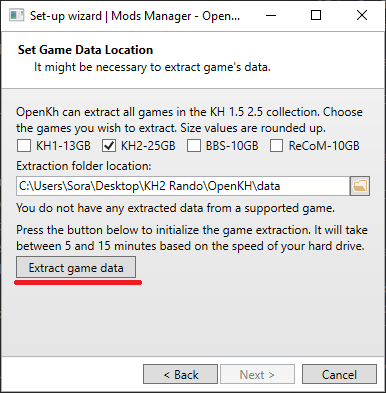 Set-up wizard | Mods Manager - OpenKH
Set Game Data Location
It might be necessary to extract game's data.
OpenKh can extract all games in the KH 1.5 2.5 collection. Choose
the games you wish to extract. Size values are rounded up.
KH1-13GB KH2-25GB BBS-10GB ReCoM-10GB
Extraction folder location:
C:\Users\Sora\Desktop\KH2 Rando\OpenKH\data
You do not have any extracted data from a supported game.
Press the button below to initialize the game extraction. It will take
between 5 and 15 minutes based on the speed of your hard drive.
Extract game data
< Back Next > Cancel